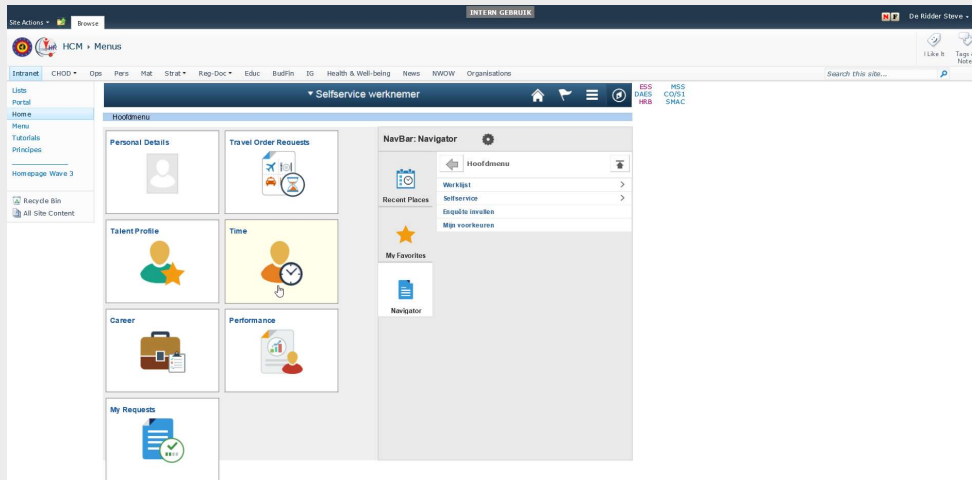 INTERN GEBRUIK
Site Actions
Browse
N F
De Ridder Steve
HCM ▸ Menus
I Like It
Tags &
Note
Intranet CHOD Ops Pers Mat Strat Reg-Doc Educ BudFin IG Health & Well-being News NWOW Organisations
Search this site...
Lists
Portal
Home
Menu
Tutorials
Principes
Homepage Wave 3
Recycle Bin
All Site Content
Selfservice werknemer
ESS MSS
DAES CO/S1
HRB SMAC
Hoofdmenu
Personal Details
Travel Order Requests
Talent Profile
Time
Career
Performance
My Requests
NavBar: Navigator
Recent Places
My Favorites
Navigator
Hoofdmenu
Werklijst
Selfservice
Enquête invullen
Mijn voorkeuren